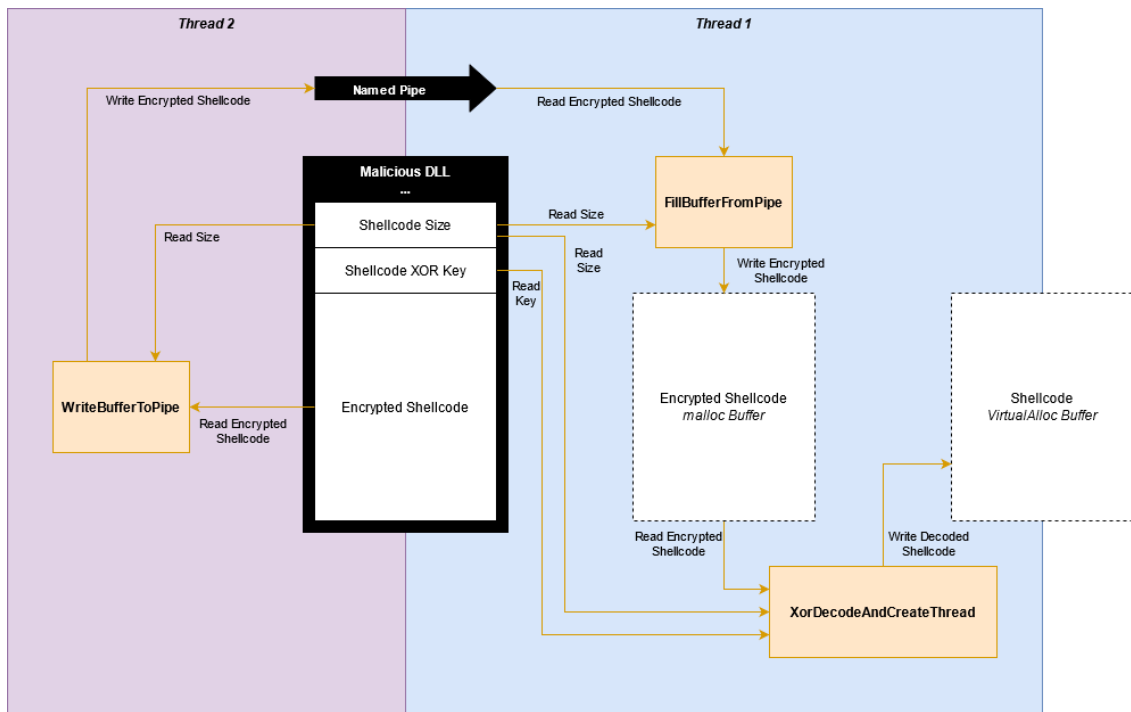 Thread 2
Thread 1
Named Pipe
Write Encrypted Shellcode
Read Encrypted Shellcode
Malicious DLL
...
FillBufferFromPipe
Shellcode Size
Read Size
Read Size
Read
Size
Write Encrypted
Shellcode
Shellcode XOR Key
Read
Key
WriteBufferToPipe
Read Encrypted
Shellcode
Encrypted Shellcode
Encrypted Shellcode
malloc Buffer
Shellcode
VirtualAlloc Buffer
Read Encrypted
Shellcode
Write Decoded
Shellcode
XorDecodeAndCreateThread